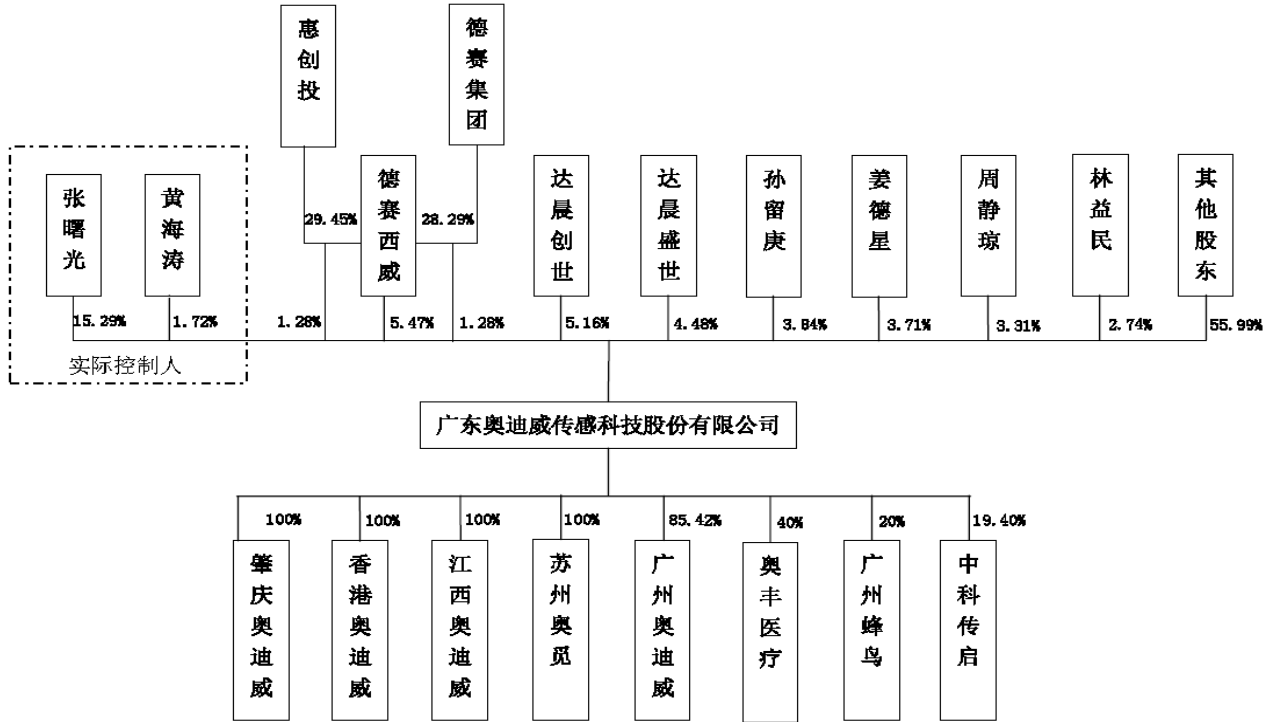 惠创投
德赛集团
张曙光
黄海涛
29.45%
德赛西威
28.29%
达晨创世
达晨盛世
孙留庚
姜德星
周静琼
林益民
其他股东
15.29%
1.72%
1.28%
5.47%
1.28%
5.16%
4.48%
3.84%
3.71%
3.31%
2.74%
55.99%
实际控制人
广东奥迪威传感科技股份有限公司
100%
100%
100%
100%
85.42%
40%
20%
19.40%
肇庆奥迪威
香港奥迪威
江西奥迪威
苏州奥觅
广州奥迪威
奥丰医疗
广州蜂鸟
中科传启